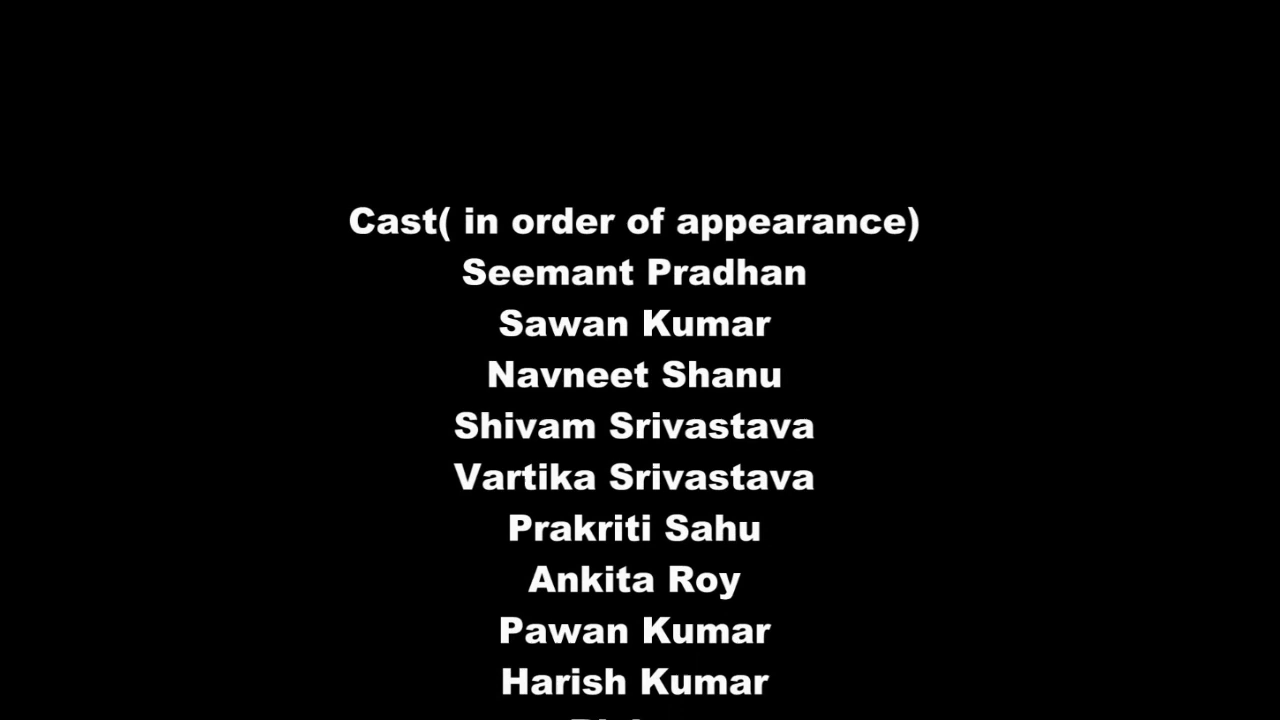 Cast( in order of appearance)
Seemant Pradhan
Sawan Kumar
Navneet Shanu
Shivam Srivastava
Vartika Srivastava
Prakriti Sahu
Ankita Roy
Pawan Kumar
Harish Kumar